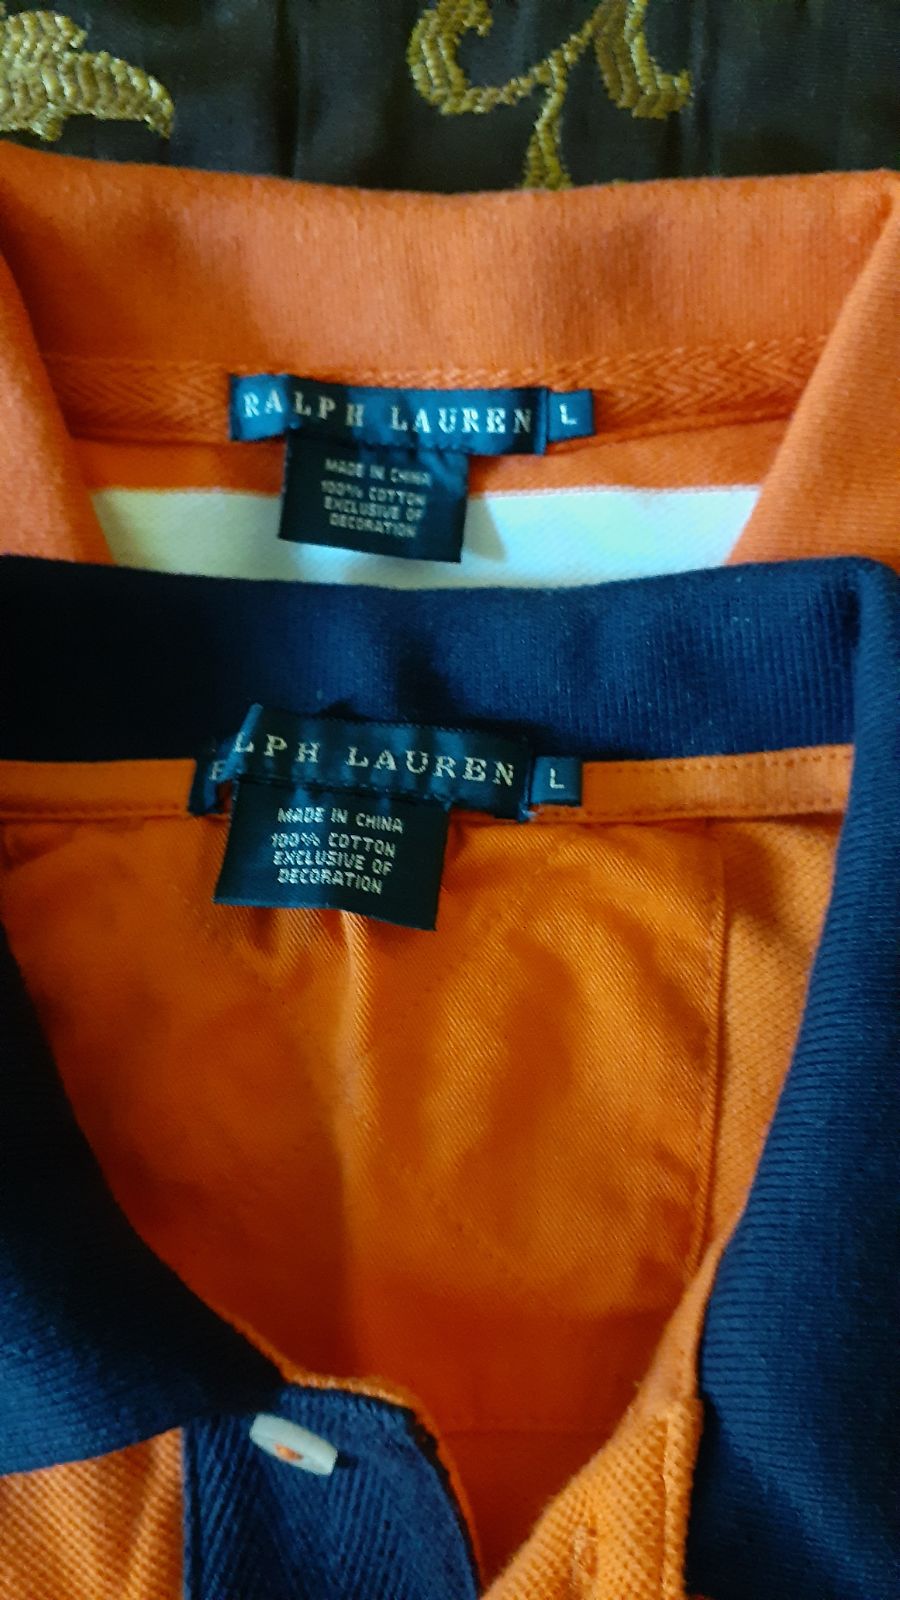 RALPH LAUREN L
MADE IN CHINA
100% COTTON
EXCLUSIVE OF
DECORATION
LPH LAUREN L
MADE IN CHINA
100% COTTON
EXCLUSIVE OF
DECORATION